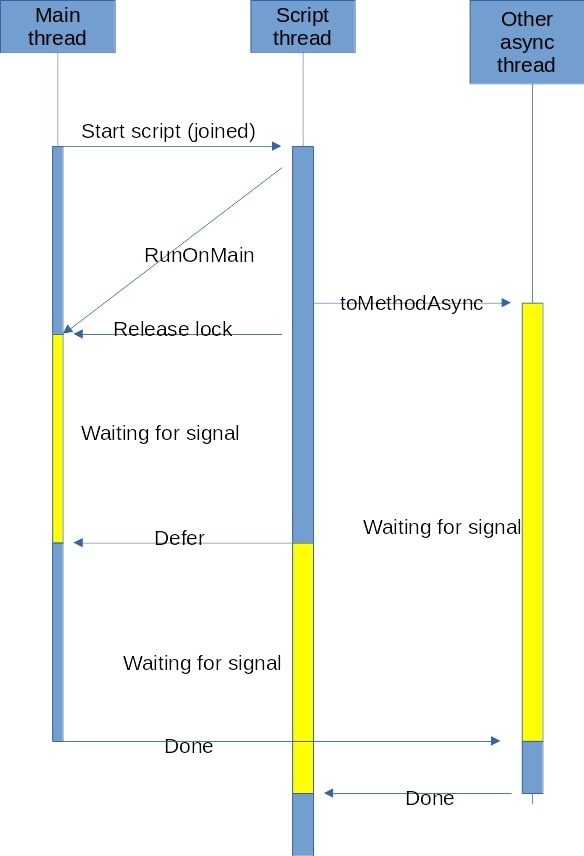 Main
thread
Script
thread
Other
async
thread
Start script (joined)
RunOnMain
toMethodAsync
Release lock
Waiting for signal
Waiting for signal
Defer
Waiting for signal
Done
Done